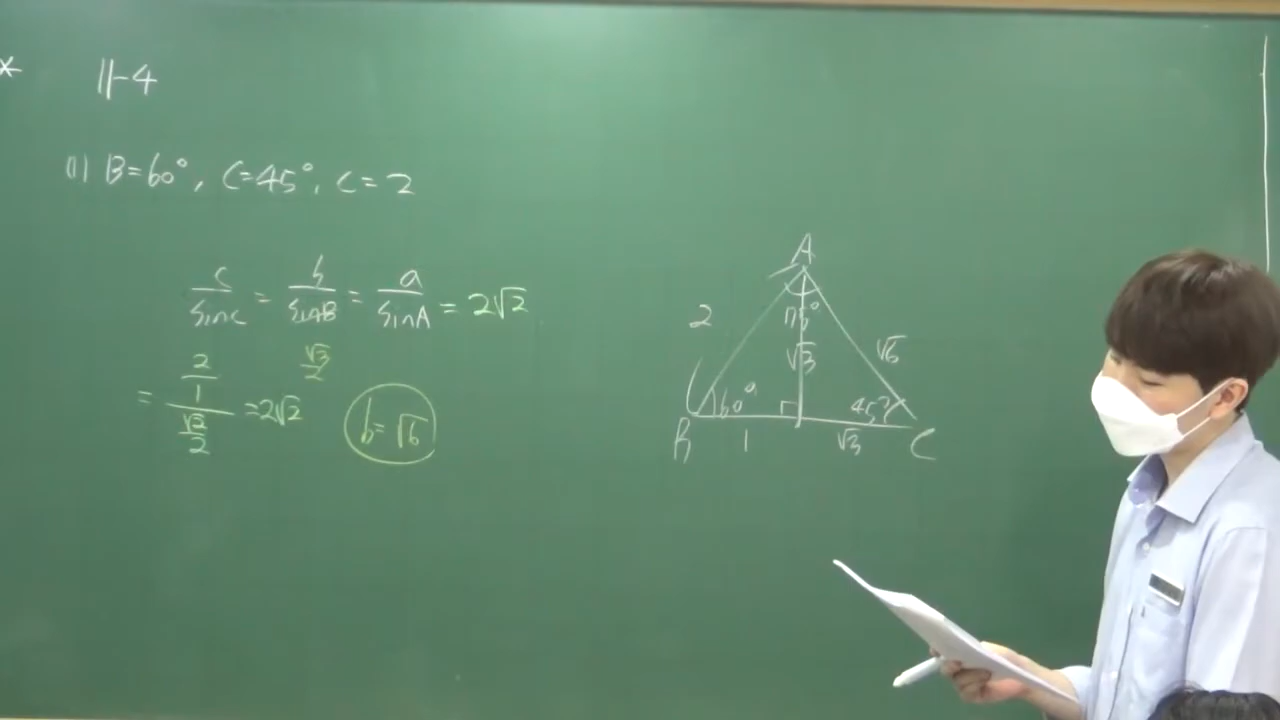 * 11-4
(1) B=60°, C=45°, c=2
c/sinC = b/sinB = a/sinA = 2√2
= 2/1 / √2/2 = 2√2
√3/2
b=√6
A
2
75°
√3
√6
60°
45°
B
1
√3
C